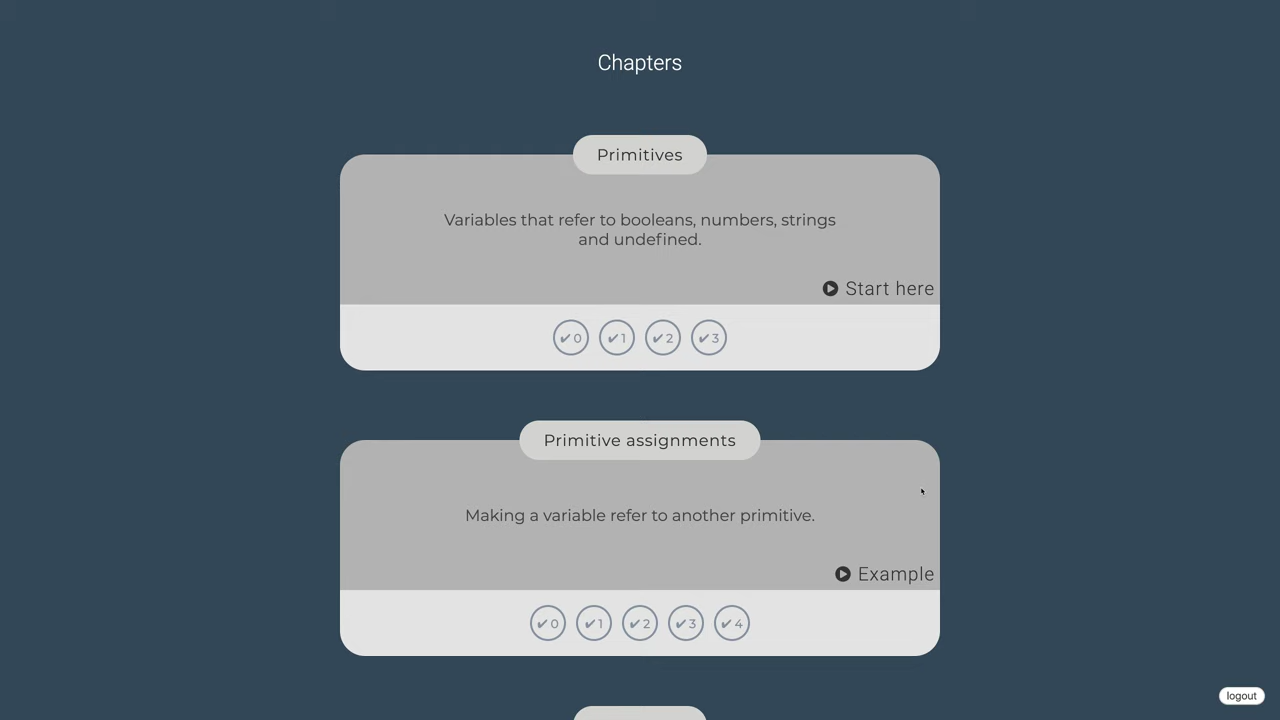 Chapters
Primitives
Variables that refer to booleans, numbers, strings
and undefined.
Start here
✔0 ✔1 ✔2 ✔3
Primitive assignments
Making a variable refer to another primitive.
Example
✔0 ✔1 ✔2 ✔3 ✔4
logout